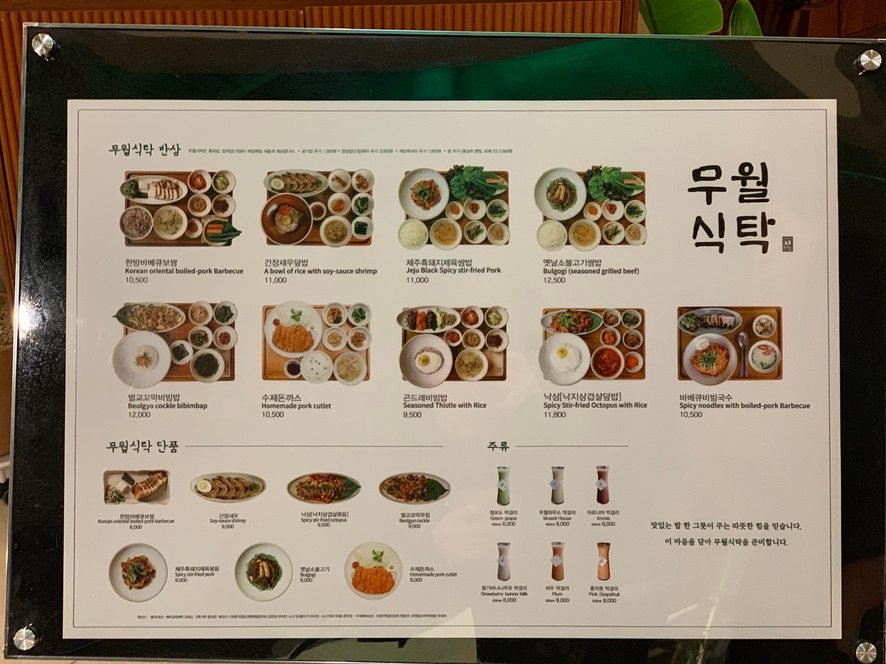 무월식탁 반상
무월
식탁
한방바베큐보쌈
Korean oriental boiled-pork Barbecue
10,500
간장새우덮밥
A bowl of rice with soy-sauce shrimp
11,000
제주흑돼지제육쌈밥
Jeju Black Spicy stir-fried Pork
11,000
옛날소불고기쌈밥
Bulgogi (seasoned grilled beef)
12,500
벌교꼬막비빔밥
Beolgyo cockle bibimbap
12,000
수제돈까스
Homemade pork cutlet
10,500
곤드레비빔밥
Seasoned Thistle with Rice
9,500
낙삼[낙지삼겹살덮밥]
Spicy Stir-fried Octopus with Rice
11,800
바베큐비빔국수
Spicy noodles with boiled-pork Barbecue
10,500
무월식탁 단품
한방바베큐보쌈
Korean oriental boiled-pork barbecue
8,000
간장새우
Soy-sauce shrimp
9,000
낙삼[낙지삼겹살볶음]
Spicy stir-fried octopus
9,000
벌교꼬막무침
Beolgyo cockle
9,000
제주흑돼지제육볶음
Spicy stir-fried pork
9,000
옛날소불고기
Bulgogi
9,000
수제돈까스
Homemade pork cutlet
8,000
주류
청포도 막걸리
Green grape
8,000
무월하우스 막걸리
Muwol House
8,000
아로니아 막걸리
Aronia
8,000
딸기바나나우유 막걸리
Strawberry banna Milk
8,000
자두 막걸리
Plum
8,000
홍자몽 막걸리
Pink Grapefruit
8,000
맛있는 밥 한 그릇이 주는 따뜻한 힘을 믿습니다.
이 마음을 담아 무월식탁을 준비합니다.